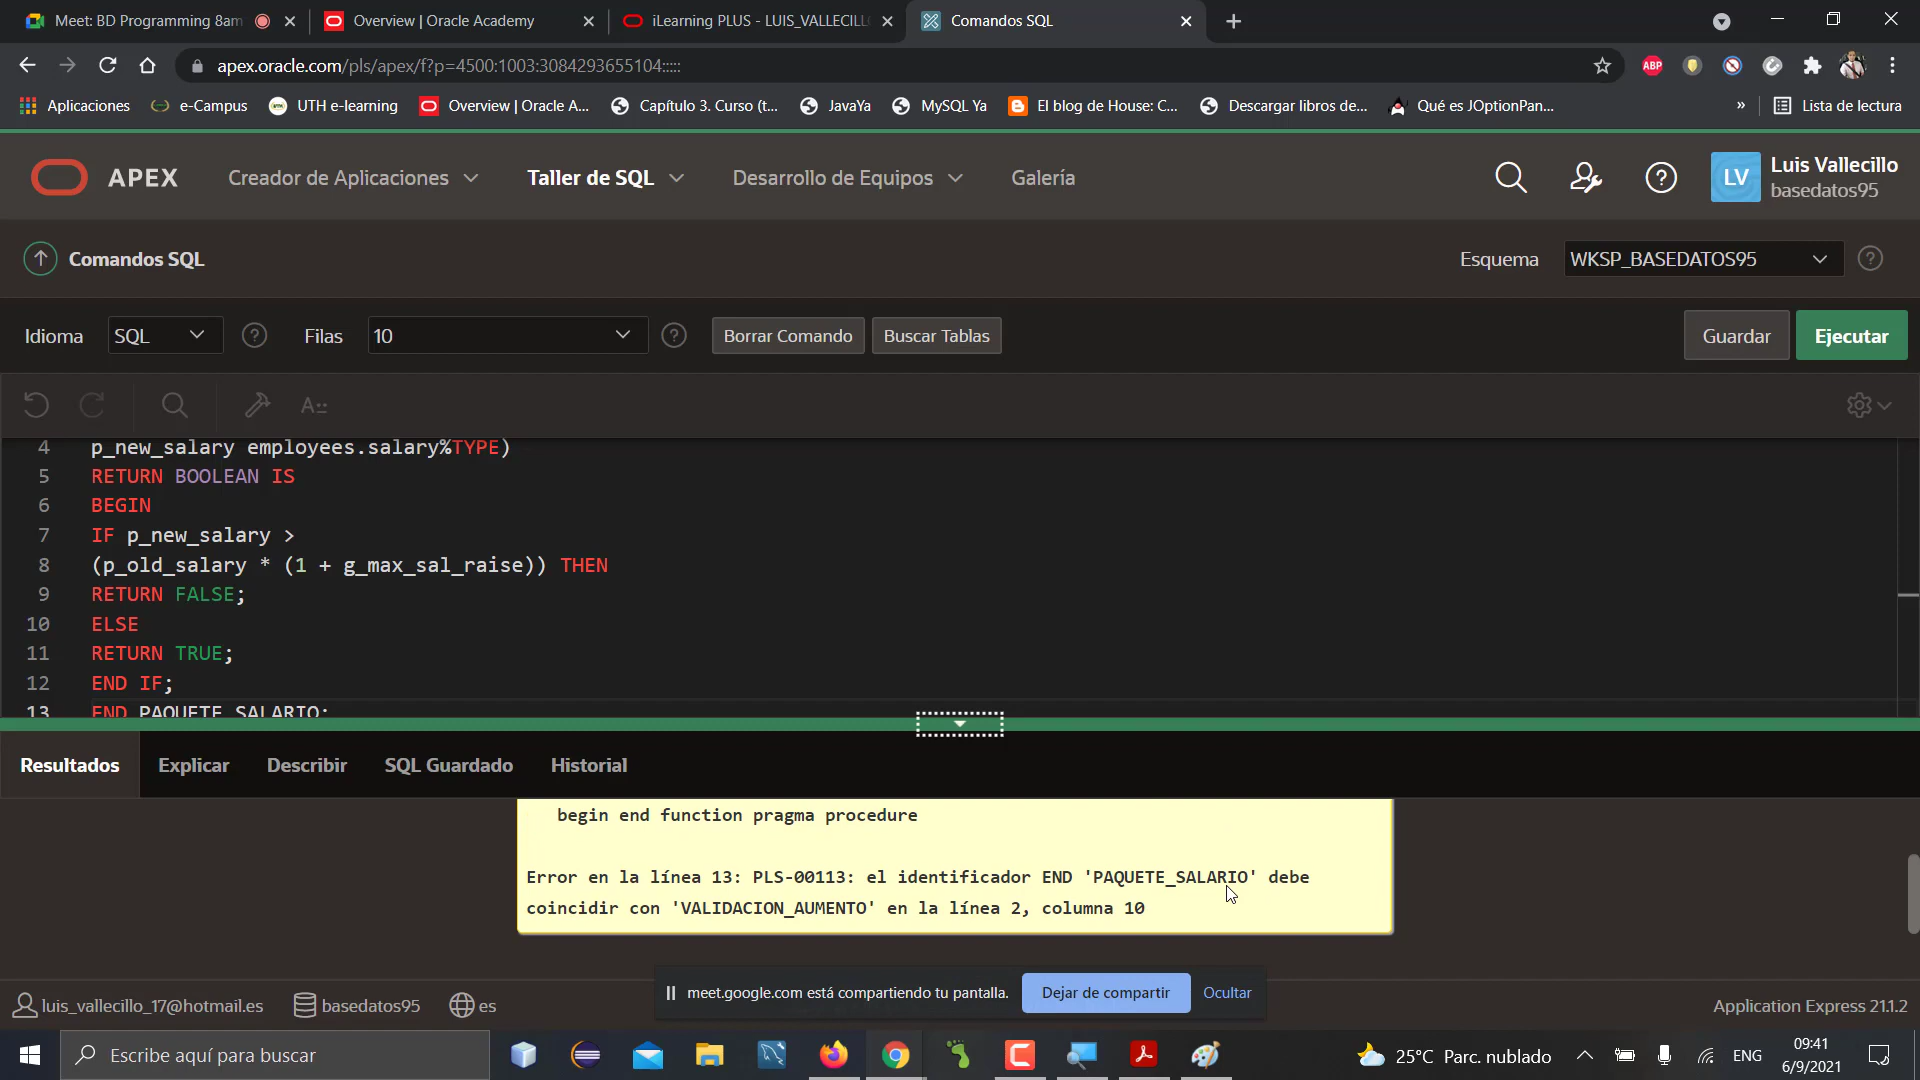 Meet: BD Programming 8am
Overview | Oracle Academy
iLearning PLUS - LUIS_VALLECILL
Comandos SQL
apex.oracle.com/pls/apex/f?p=4500:1003:3084293655104:::::
ABP
Aplicaciones
e-Campus
UTH e-learning
Overview | Oracle A...
Capítulo 3. Curso (t...
JavaYa
MySQL Ya
El blog de House: C...
Descargar libros de...
Qué es JOptionPan...
»
Lista de lectura
APEX
Creador de Aplicaciones
Taller de SQL
Desarrollo de Equipos
Galería
LV
Luis Vallecillo
basedatos95
Comandos SQL
Esquema
WKSP_BASEDATOS95
Idioma
SQL
Filas
10
Borrar Comando
Buscar Tablas
Guardar
Ejecutar
4 p_new_salary employees.salary%TYPE)
5 RETURN BOOLEAN IS
6 BEGIN
7 IF p_new_salary >
8 (p_old_salary * (1 + g_max_sal_raise)) THEN
9 RETURN FALSE;
10 ELSE
11 RETURN TRUE;
12 END IF;
13 END PAQUETE_SALARIO;
Resultados
Explicar
Describir
SQL Guardado
Historial
begin end function pragma procedure
Error en la línea 13: PLS-00113: el identificador END 'PAQUETE_SALARIO' debe
coincidir con 'VALIDACION_AUMENTO' en la línea 2, columna 10
meet.google.com está compartiendo tu pantalla.
Dejar de compartir
Ocultar
luis_vallecillo_17@hotmail.es
basedatos95
es
Application Express 21.1.2
Escribe aquí para buscar
25°C Parc. nublado
ENG
09:41
6/9/2021